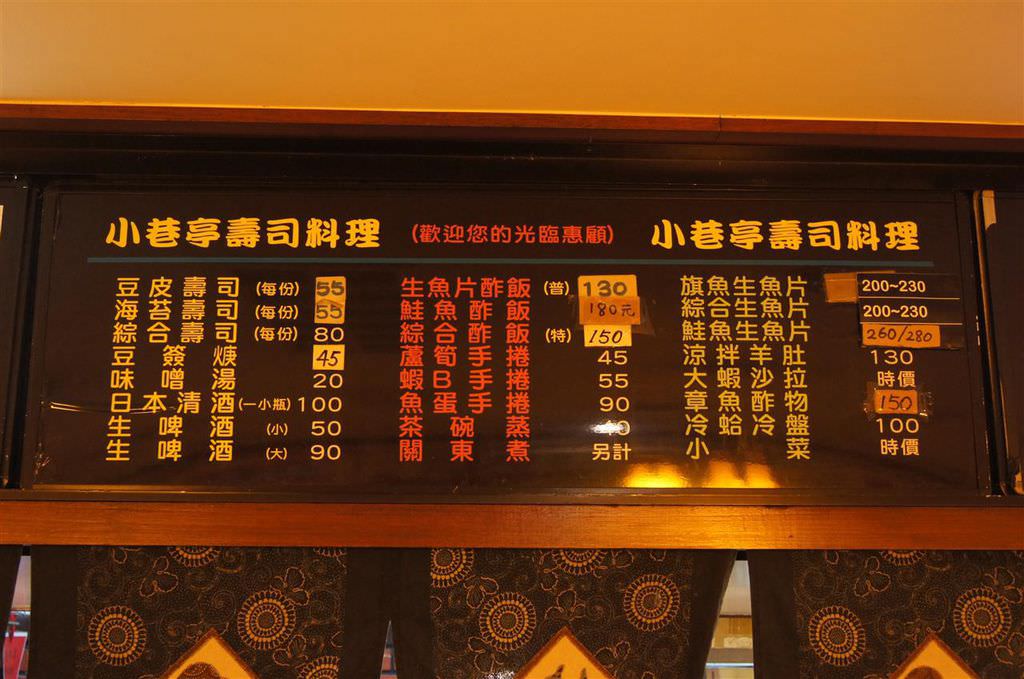 小巷亭壽司料理 (歡迎您的光臨惠顧) 小巷亭壽司料理
豆皮壽司 (每份) 55
海苔壽司 (每份) 55
綜合壽司 (每份) 80
豆簽焿 45
味噌湯 20
日本清酒 (一小瓶) 100
生啤酒 (小) 50
生啤酒 (大) 90
生魚片酢飯 (普) 130
鮭魚酢飯 180元
綜合酢飯 (特) 150
蘆筍手捲 45
蝦B手捲 55
魚蛋手捲 90
茶碗蒸
關東煮 另計
旗魚生魚片 200~230
綜合生魚片 200~230
鮭魚生魚片 260/280
涼拌羊肚 130
大蝦沙拉 時價
章魚酢物 150
冷蛤冷盤 100
小菜 時價